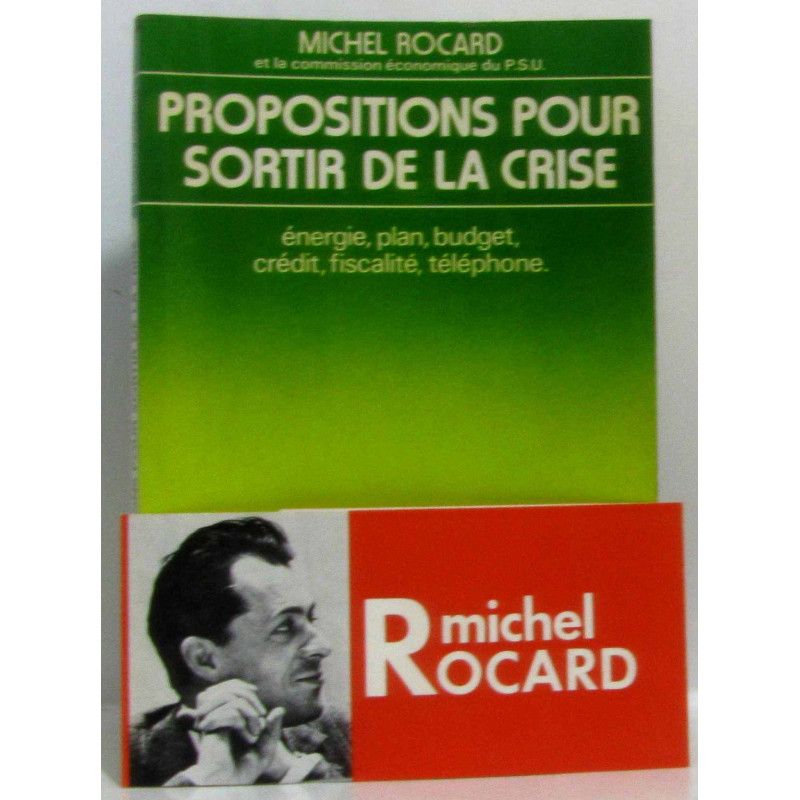 MICHEL ROCARD
et la commission économique du P.S.U.
PROPOSITIONS POUR
SORTIR DE LA CRISE
énergie, plan, budget,
crédit, fiscalité, téléphone.
michel
ROCARD